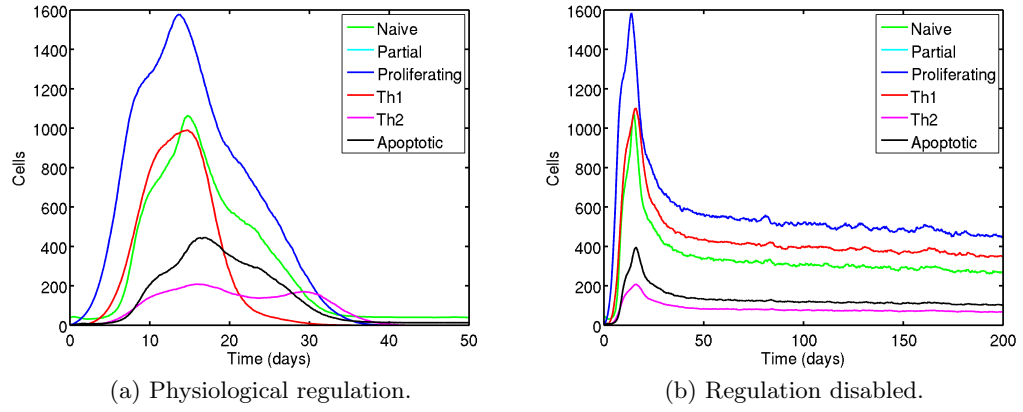 1600
1400
1200
1000
800
600
400
200
0
Cells
0 10 20 30 40 50
Time (days)
Naive
Partial
Proliferating
Th1
Th2
Apoptotic
(a) Physiological regulation.
1600
1400
1200
1000
800
600
400
200
0
Cells
0 50 100 150 200
Time (days)
Naive
Partial
Proliferating
Th1
Th2
Apoptotic
(b) Regulation disabled.